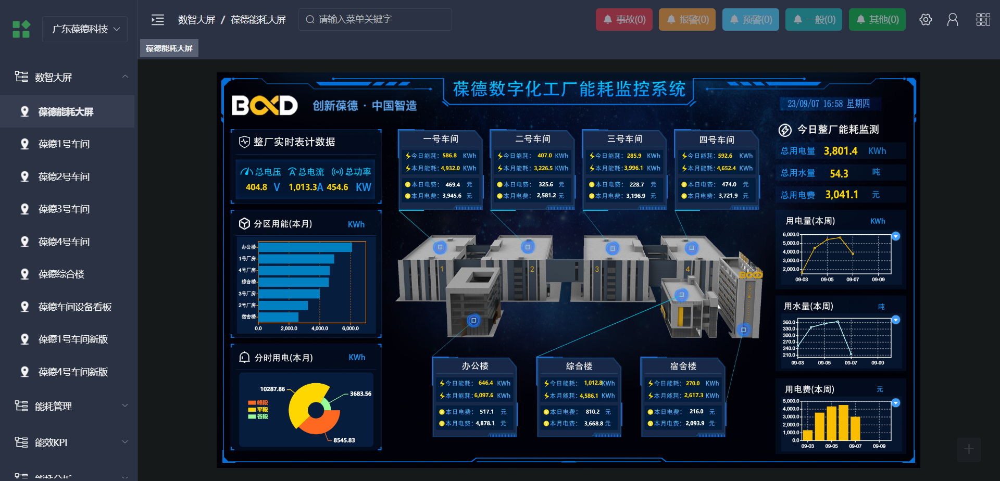 广东葆德科技
数智大屏 / 葆德能耗大屏
请输入菜单关键字
事故(0)
报警(0)
预警(0)
一般(0)
其他(0)
葆德能耗大屏
数智大屏
葆德能耗大屏
葆德1号车间
葆德2号车间
葆德3号车间
葆德4号车间
葆德综合楼
葆德车间设备看板
葆德1号车间新版
葆德4号车间新版
能耗管理
能效KPI
能耗分析
葆德数字化工厂能耗监控系统
创新葆德 · 中国智造
23/09/07 16:58 星期四
整厂实时表计数据
总电压 总电流 总功率
404.8 V 1,013.3A 454.6 KW
分区用能(本月) KWh
办公楼
1号厂房
4号厂房
综合楼
3号厂房
2号厂房
宿舍楼
0.0 2,000.0 4,000.0 6,000.0
分时用电(本月) KWh
10287.86
3683.56
8545.83
峰段
平段
谷段
一号车间
今日能耗: 586.8 KWh
本月能耗: 4,932.0 KWh
本日电费: 469.4 元
本月电费: 3,945.6 元
二号车间
今日能耗: 407.0 KWh
本月能耗: 3,226.5 KWh
本日电费: 325.6 元
本月电费: 2,581.2 元
三号车间
今日能耗: 285.9 KWh
本月能耗: 3,996.1 KWh
本日电费: 228.7 元
本月电费: 3,196.9 元
四号车间
今日能耗: 592.6 KWh
本月能耗: 4,652.4 KWh
本日电费: 474.0 元
本月电费: 3,721.9 元
1
2
3
4
办公楼
今日能耗: 646.4 KWh
本月能耗: 6,097.6 KWh
本日电费: 517.1 元
本月电费: 4,878.1 元
综合楼
今日能耗: 1,012.8KWh
本月能耗: 4,586.1 KWh
本日电费: 810.2 元
本月电费: 3,668.8 元
宿舍楼
今日能耗: 270.0 KWh
本月能耗: 2,617.3 KWh
本日电费: 216.0 元
本月电费: 2,093.9 元
今日整厂能耗监测
总用电量 3,801.4 KWh
总用水量 54.3 吨
总用电费 3,041.1 元
用电量(本周) KWh
6,000.0
5,000.0
4,000.0
3,000.0
2,000.0
09-03 09-05 09-07 09-09
用水量(本周) 吨
360.0
330.0
300.0
270.0
240.0
210.0
09-03 09-05 09-07 09-09
用电费(本周) 元
5,000.0
4,000.0
3,000.0
2,000.0
1,000.0
0.0
09-03 09-05 09-07 09-09